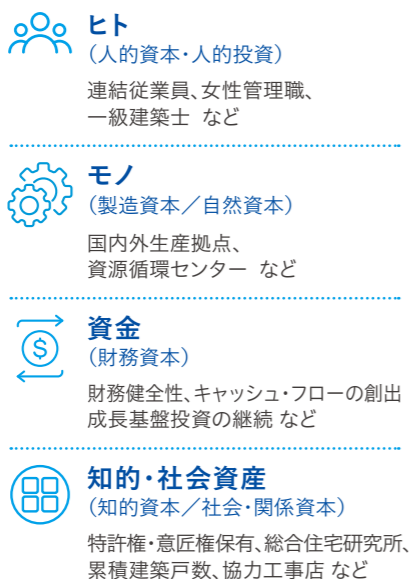 ヒト
（人的資本・人的投資）
連結従業員、女性管理職、
一級建築士 など
モノ
（製造資本／自然資本）
国内外生産拠点、
資源循環センター など
資金
（財務資本）
財務健全性、キャッシュ・フローの創出
成長基盤投資の継続 など
知的・社会資産
（知的資本／社会・関係資本）
特許権・意匠権保有、総合住宅研究所、
累積建築戸数、協力工事店 など